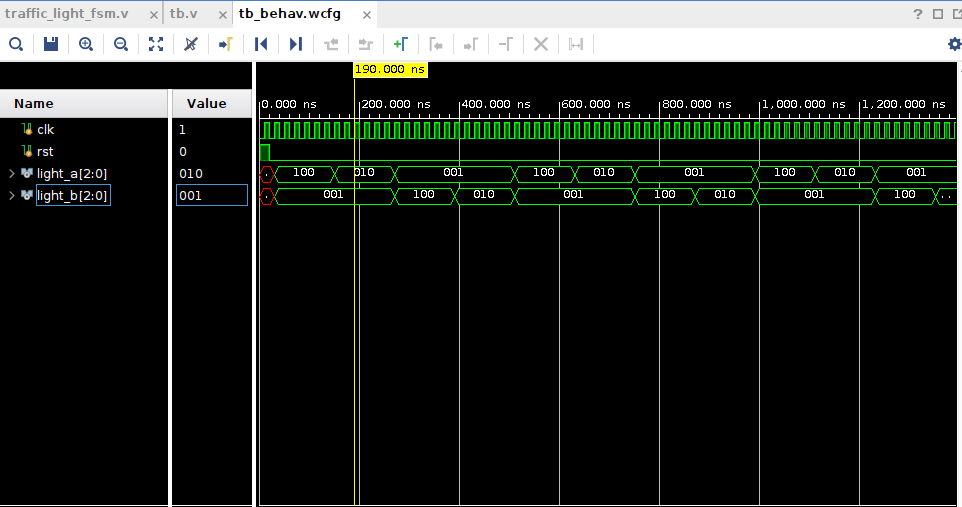 traffic_light_fsm.v × tb.v × tb_behav.wcfg × ?
190.000 ns
Name Value
0.000 ns 200.000 ns 400.000 ns 600.000 ns 800.000 ns 1,000.000 ns 1,200.000 ns
clk 1
rst 0
light_a[2:0] 010 . 100 010 001 100 010 001 100 010 001
light_b[2:0] 001 . 001 100 010 001 100 010 001 100 ..